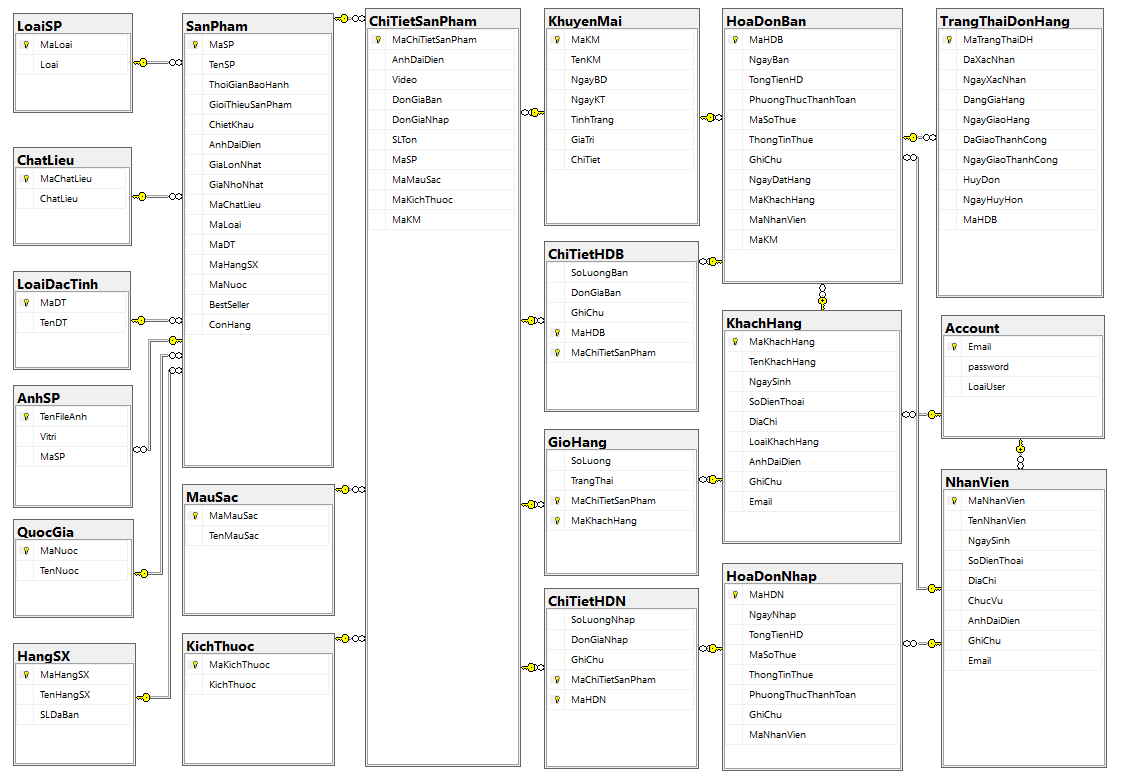 LoaiSP
MaLoai
Loai
ChatLieu
MaChatLieu
ChatLieu
LoaiDacTinh
MaDT
TenDT
AnhSP
TenFileAnh
Vitri
MaSP
QuocGia
MaNuoc
TenNuoc
HangSX
MaHangSX
TenHangSX
SLDaBan
SanPham
MaSP
TenSP
ThoiGianBaoHanh
GioiThieuSanPham
ChietKhau
AnhDaiDien
GiaLonNhat
GiaNhoNhat
MaChatLieu
MaLoai
MaDT
MaHangSX
MaNuoc
BestSeller
ConHang
MauSac
MaMauSac
TenMauSac
KichThuoc
MaKichThuoc
KichThuoc
ChiTietSanPham
MaChiTietSanPham
AnhDaiDien
Video
DonGiaBan
DonGiaNhap
SLTon
MaSP
MaMauSac
MaKichThuoc
MaKM
KhuyenMai
MaKM
TenKM
NgayBD
NgayKT
TinhTrang
GiaTri
ChiTiet
ChiTietHDB
SoLuongBan
DonGiaBan
GhiChu
MaHDB
MaChiTietSanPham
GioHang
SoLuong
TrangThai
MaChiTietSanPham
MaKhachHang
ChiTietHDN
SoLuongNhap
DonGiaNhap
GhiChu
MaChiTietSanPham
MaHDN
HoaDonBan
MaHDB
NgayBan
TongTienHD
PhuongThucThanhToan
MaSoThue
ThongTinThue
GhiChu
NgayDatHang
MaKhachHang
MaNhanVien
MaKM
KhachHang
MaKhachHang
TenKhachHang
NgaySinh
SoDienThoai
DiaChi
LoaiKhachHang
AnhDaiDien
GhiChu
Email
HoaDonNhap
MaHDN
NgayNhap
TongTienHD
MaSoThue
ThongTinThue
PhuongThucThanhToan
GhiChu
MaNhanVien
TrangThaiDonHang
MaTrangThaiDH
DaXacNhan
NgayXacNhan
DangGiaHang
NgayGiaoHang
DaGiaoThanhCong
NgayGiaoThanhCong
HuyDon
NgayHuyHon
MaHDB
Account
Email
password
LoaiUser
NhanVien
MaNhanVien
TenNhanVien
NgaySinh
SoDienThoai
DiaChi
ChucVu
AnhDaiDien
GhiChu
Email